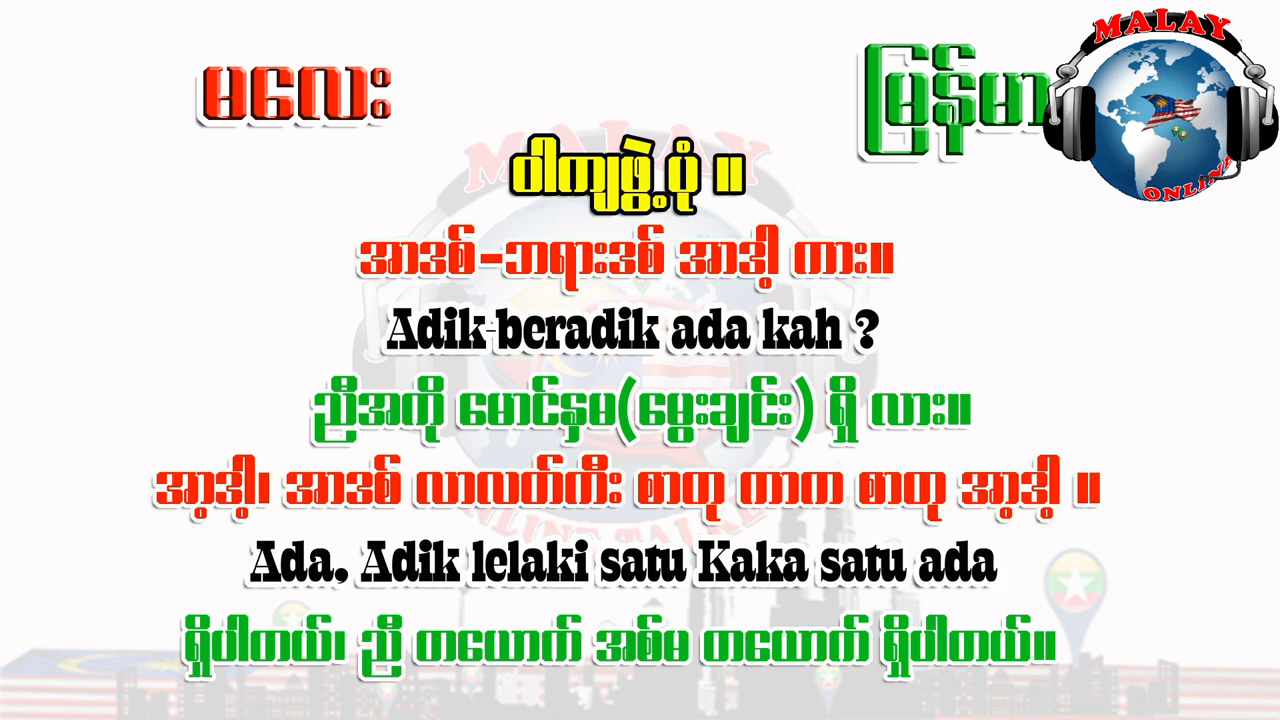 မလေး
မြန်မာ
MALAY
ONLINE
ဝါကျဖွဲ့ပုံ ။
အာဒစ်-ဘရားဒစ် အာဒါ့ ကား။
Adik-beradik ada kah ?
ညီအကို မောင်နှမ(မွေးချင်း) ရှိ လား။
အာ့ဒါ့၊ အာဒစ် လာလတ်ကီး စာတု ကာက စာတု အာ့ဒါ့ ။
Ada, Adik lelaki satu Kaka satu ada
ရှိပါတယ်၊ ညီ တယောက် အစ်မ တယောက် ရှိပါတယ်။